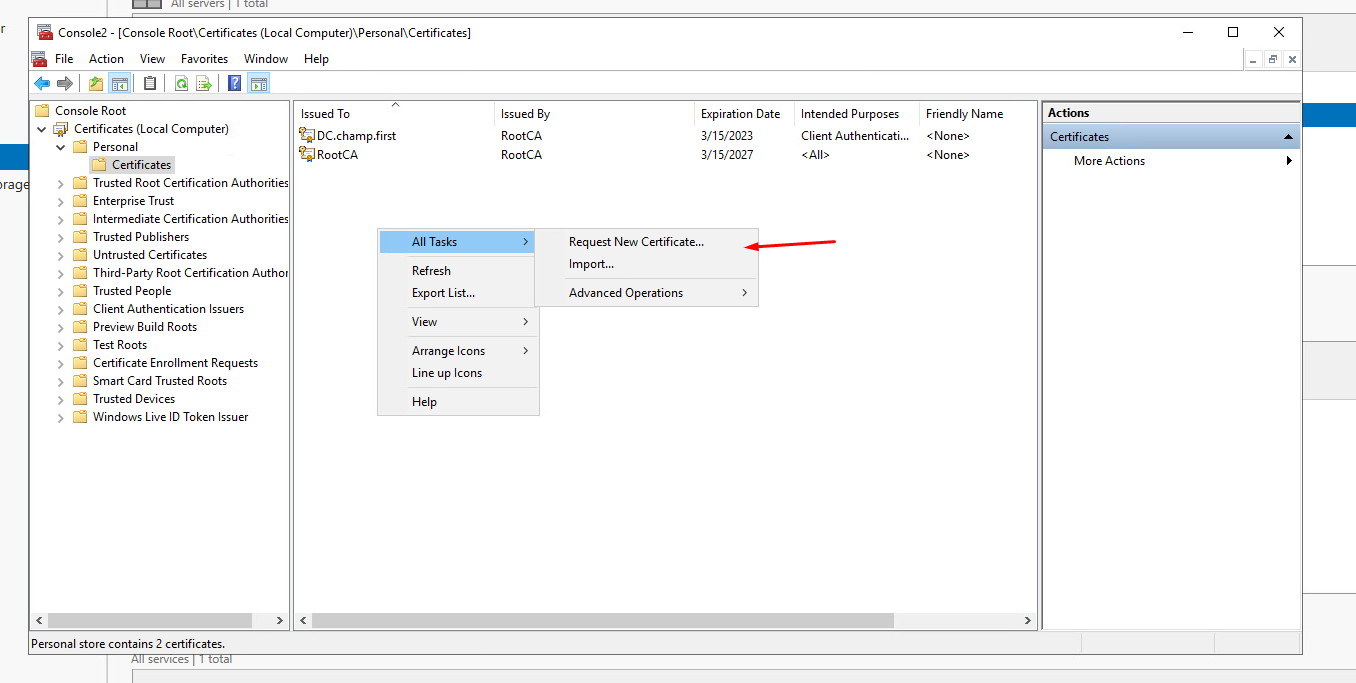 All servers | 1 total
r
Console2 - [Console Root\Certificates (Local Computer)\Personal\Certificates]
File Action View Favorites Window Help
Console Root
Certificates (Local Computer)
Personal
Certificates
Trusted Root Certification Authorities
Enterprise Trust
Intermediate Certification Authorities
Trusted Publishers
Untrusted Certificates
Third-Party Root Certification Author
Trusted People
Client Authentication Issuers
Preview Build Roots
Test Roots
Certificate Enrollment Requests
Smart Card Trusted Roots
Trusted Devices
Windows Live ID Token Issuer
orage
Issued To Issued By Expiration Date Intended Purposes Friendly Name
DC.champ.first RootCA 3/15/2023 Client Authenticati... <None>
RootCA RootCA 3/15/2027 <All> <None>
All Tasks
Refresh
Export List...
View
Arrange Icons
Line up Icons
Help
Request New Certificate...
Import...
Advanced Operations
Actions
Certificates
More Actions
Personal store contains 2 certificates.
All services | 1 total